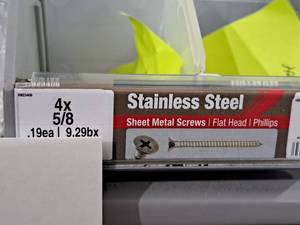 4x
5/8
.19ea | 9.29bx
Stainless Steel
Sheet Metal Screws | Flat Head | Phillips